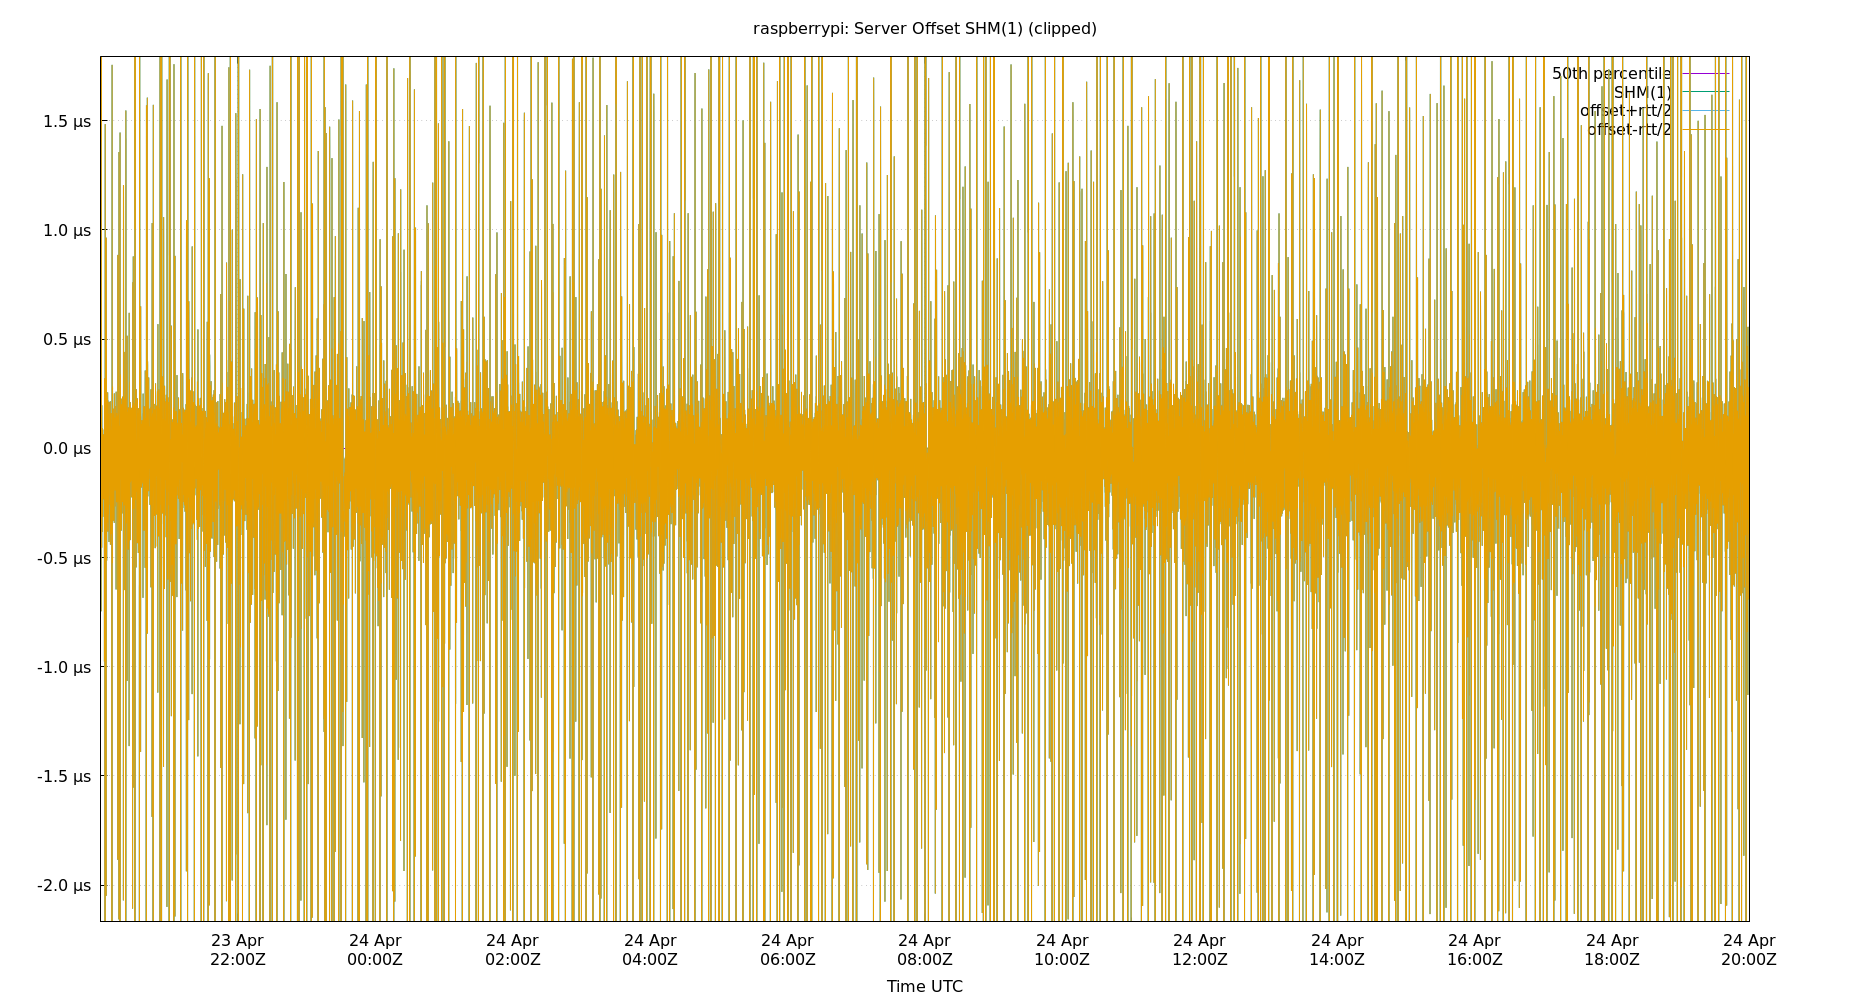 raspberrypi: Server Offset SHM(1) (clipped)
50th percentile
SHM(1)
offset+rtt/2
offset-rtt/2
1.5 µs
1.0 µs
0.5 µs
0.0 µs
-0.5 µs
-1.0 µs
-1.5 µs
-2.0 µs
23 Apr 24 Apr 24 Apr 24 Apr 24 Apr 24 Apr 24 Apr 24 Apr 24 Apr 24 Apr 24 Apr 24 Apr
22:00Z 00:00Z 02:00Z 04:00Z 06:00Z 08:00Z 10:00Z 12:00Z 14:00Z 16:00Z 18:00Z 20:00Z
Time UTC